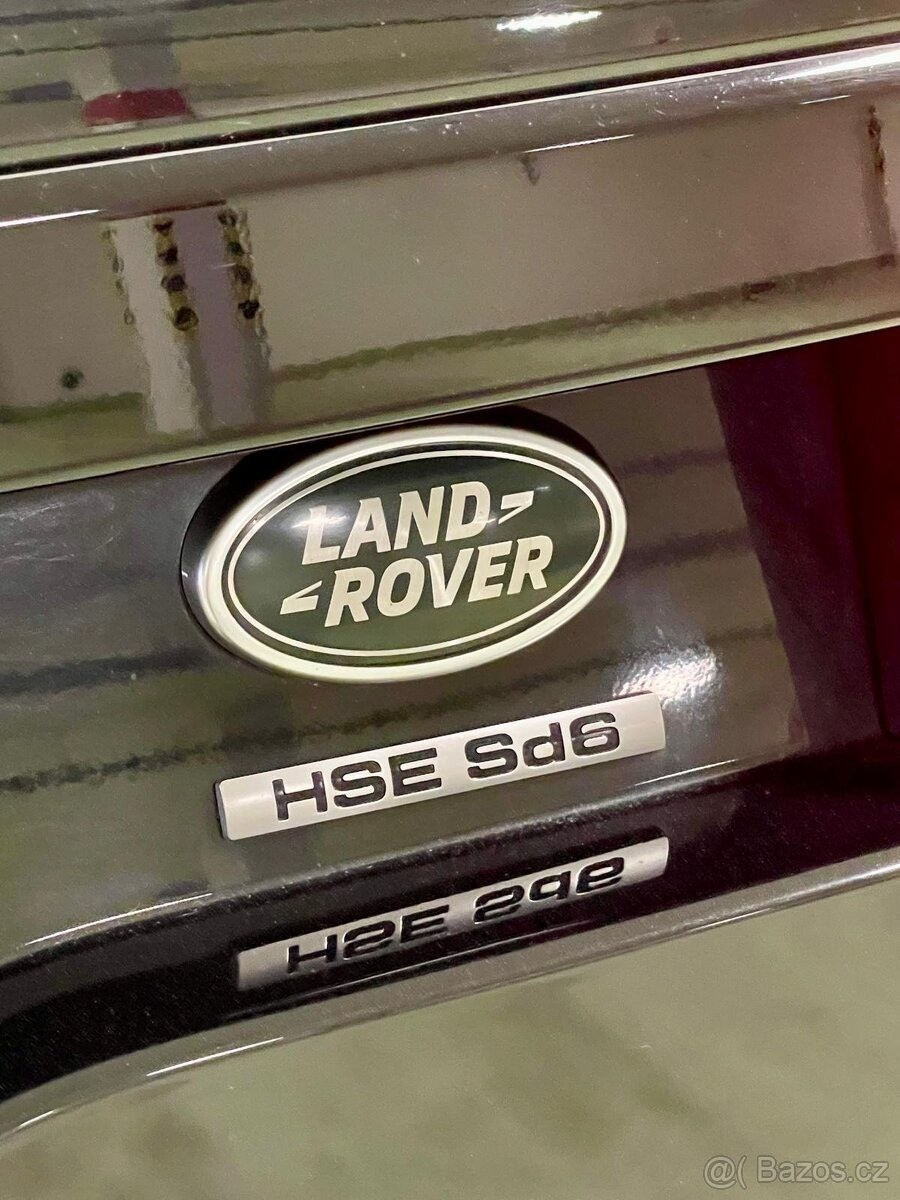 LAND
ROVER
HSE Sd6
@( Bazos.cz